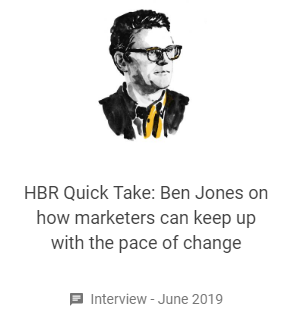 HBR Quick Take: Ben Jones on
how marketers can keep up
with the pace of change
Interview - June 2019